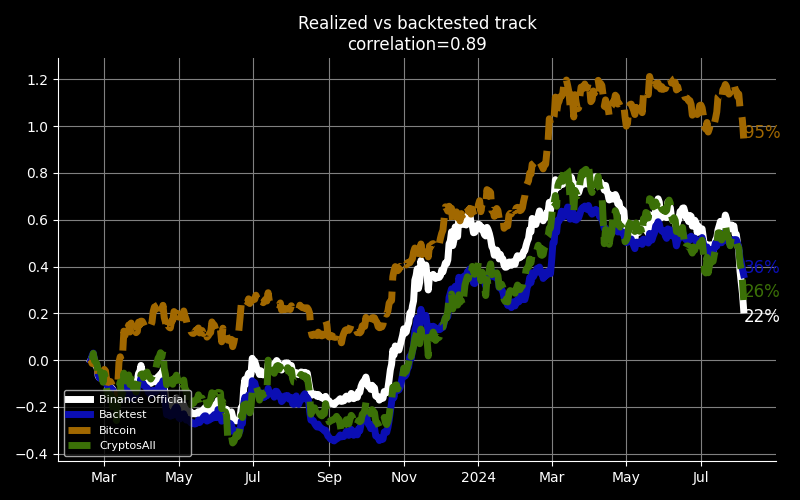 Realized vs backtested track
correlation=0.89
1.2
1.0
0.8
0.6
0.4
0.2
0.0
−0.2
−0.4
95%
36%
26%
22%
Binance Official
Backtest
Bitcoin
CryptosAll
Mar
May
Jul
Sep
Nov
2024
Mar
May
Jul